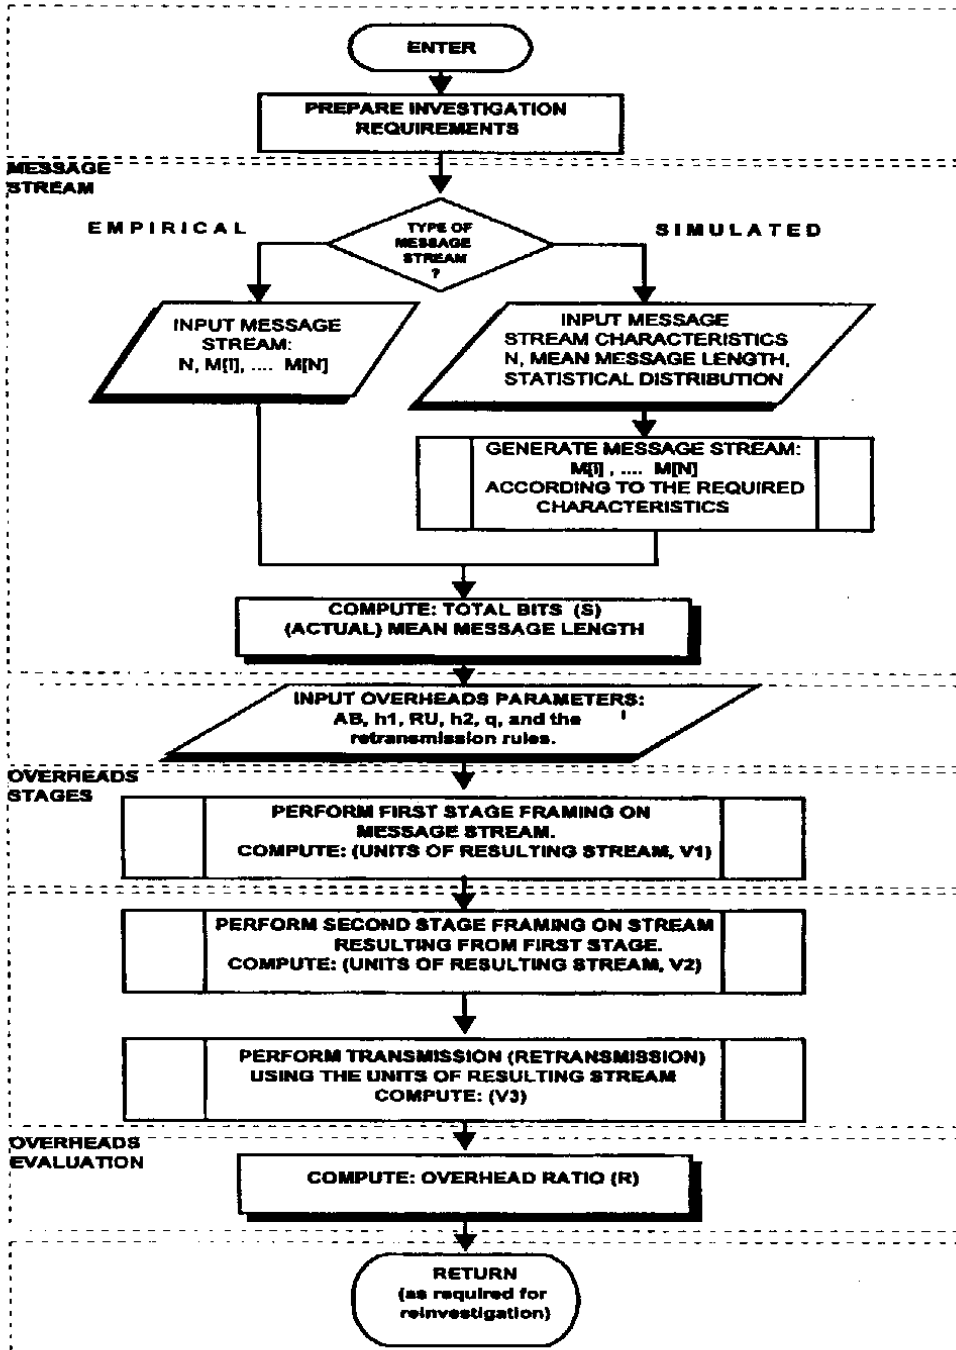 ENTER
PREPARE INVESTIGATION
REQUIREMENTS
MESSAGE
STREAM
EMPIRICAL
TYPE OF
MESSAGE
STREAM
?
SIMULATED
INPUT MESSAGE
STREAM:
N, M[I], .... M[N]
INPUT MESSAGE
STREAM CHARACTERISTICS
N, MEAN MESSAGE LENGTH,
STATISTICAL DISTRIBUTION
GENERATE MESSAGE STREAM:
M[I] , .... M[N]
ACCORDING TO THE REQUIRED
CHARACTERISTICS
COMPUTE: TOTAL BITS (S)
(ACTUAL) MEAN MESSAGE LENGTH
INPUT OVERHEADS PARAMETERS:
AB, h1, RU, h2, q, and the
retransmission rules.
OVERHEADS
STAGES
PERFORM FIRST STAGE FRAMING ON
MESSAGE STREAM.
COMPUTE: (UNITS OF RESULTING STREAM, V1)
PERFORM SECOND STAGE FRAMING ON STREAM
RESULTING FROM FIRST STAGE.
COMPUTE: (UNITS OF RESULTING STREAM, V2)
PERFORM TRANSMISSION (RETRANSMISSION)
USING THE UNITS OF RESULTING STREAM
COMPUTE: (V3)
OVERHEADS
EVALUATION
COMPUTE: OVERHEAD RATIO (R)
RETURN
(as required for
reinvestigation)